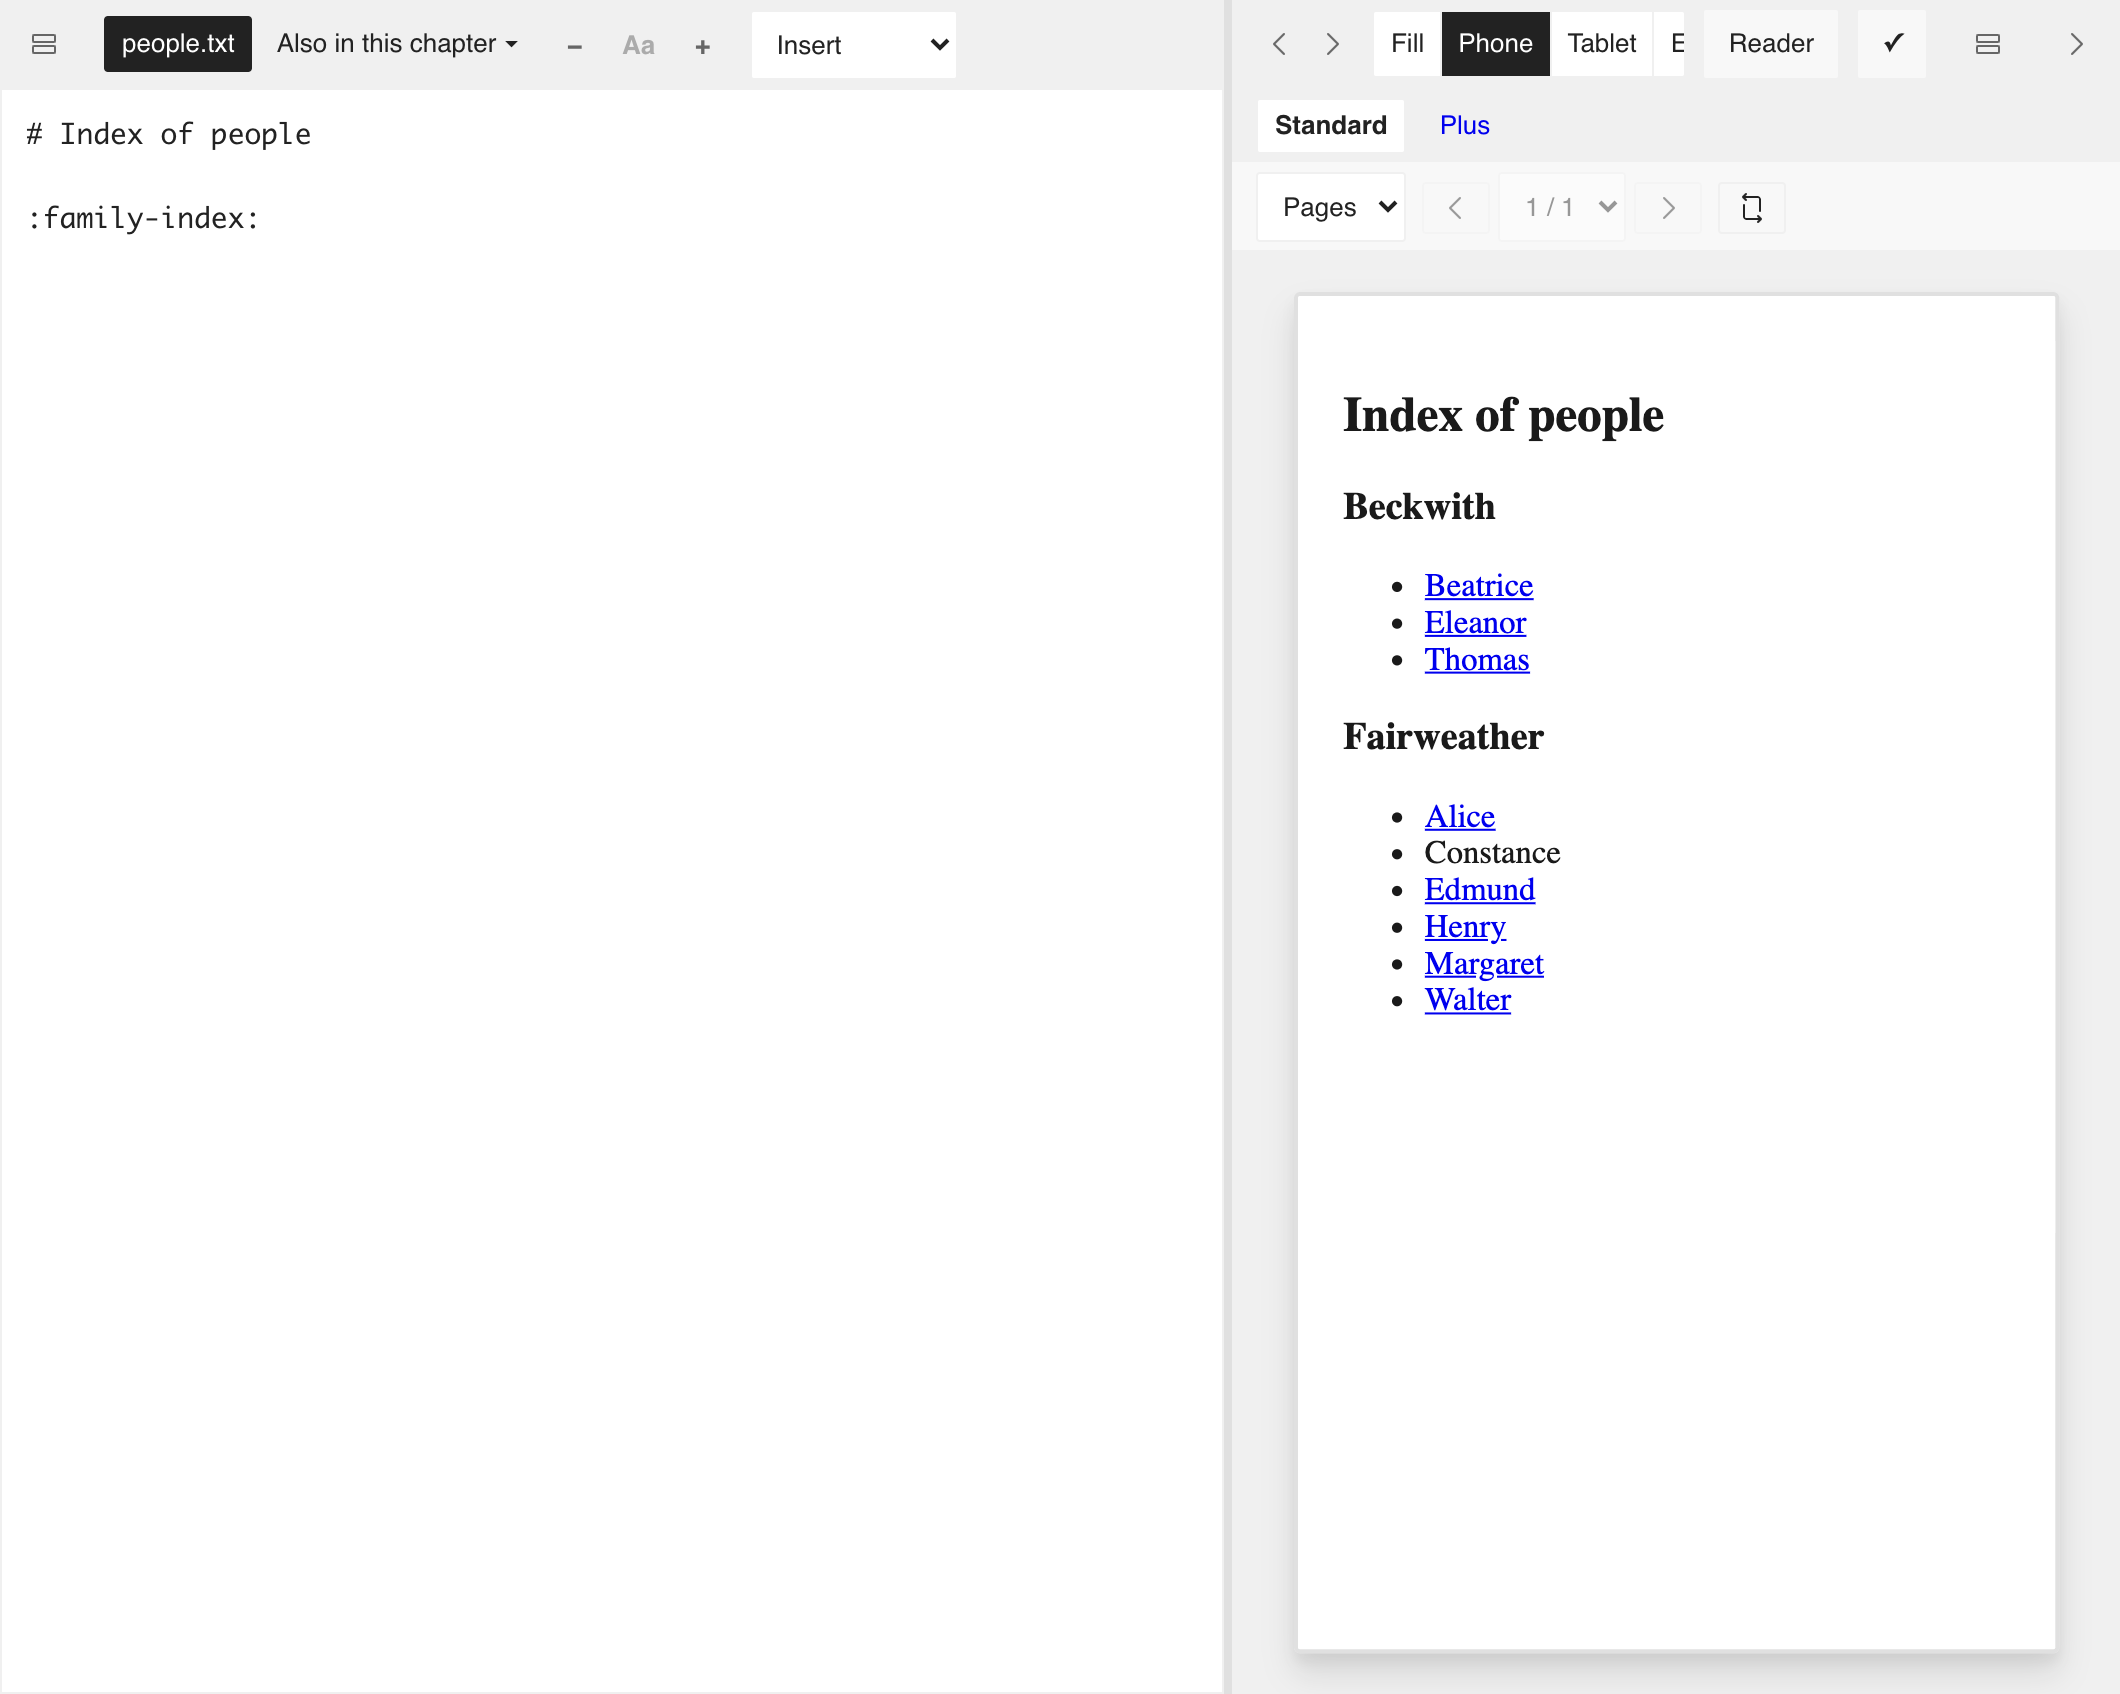 people.txt Also in this chapter - Aa + Insert
# Index of people
:family-index:
Fill Phone Tablet Reader ✓
Standard Plus
Pages 1 / 1
Index of people
Beckwith
• Beatrice
• Eleanor
• Thomas
Fairweather
• Alice
• Constance
• Edmund
• Henry
• Margaret
• Walter